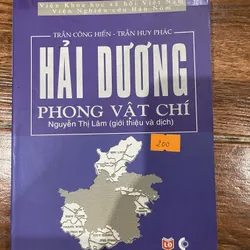 Viện Khoa học xã hội Việt Nam
Viện Nghiên cứu Hán Nôm
TRẦN CÔNG HIẾN - TRẦN HUY PHÁC
HẢI DƯƠNG
PHONG VẬT CHÍ
Nguyễn Thị Lâm (giới thiệu và dịch)
200